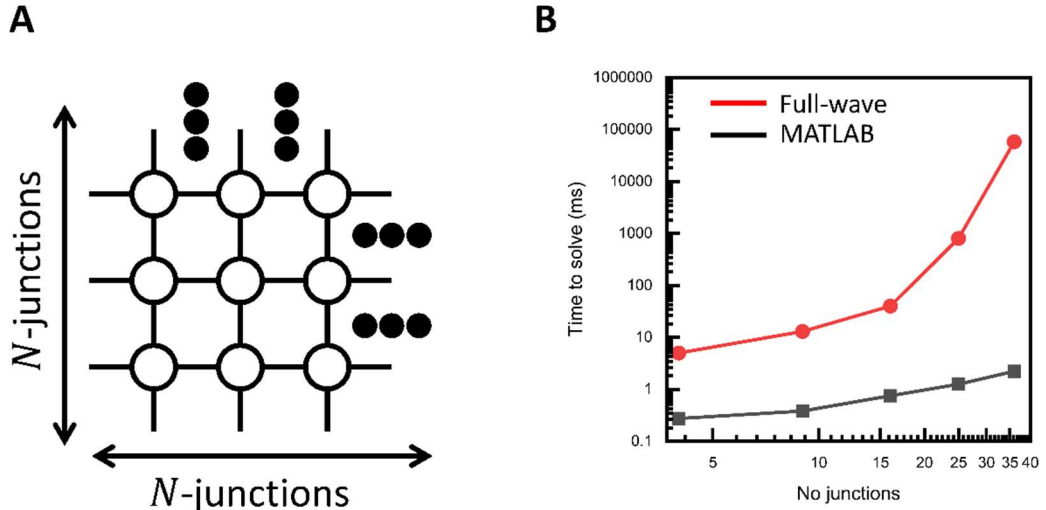 A
N-junctions
N-junctions
B
1000000
100000
10000
1000
100
10
1
0.1
Time to solve (ms)
Full-wave
MATLAB
5 10 15 20 25 30 35 40
No junctions